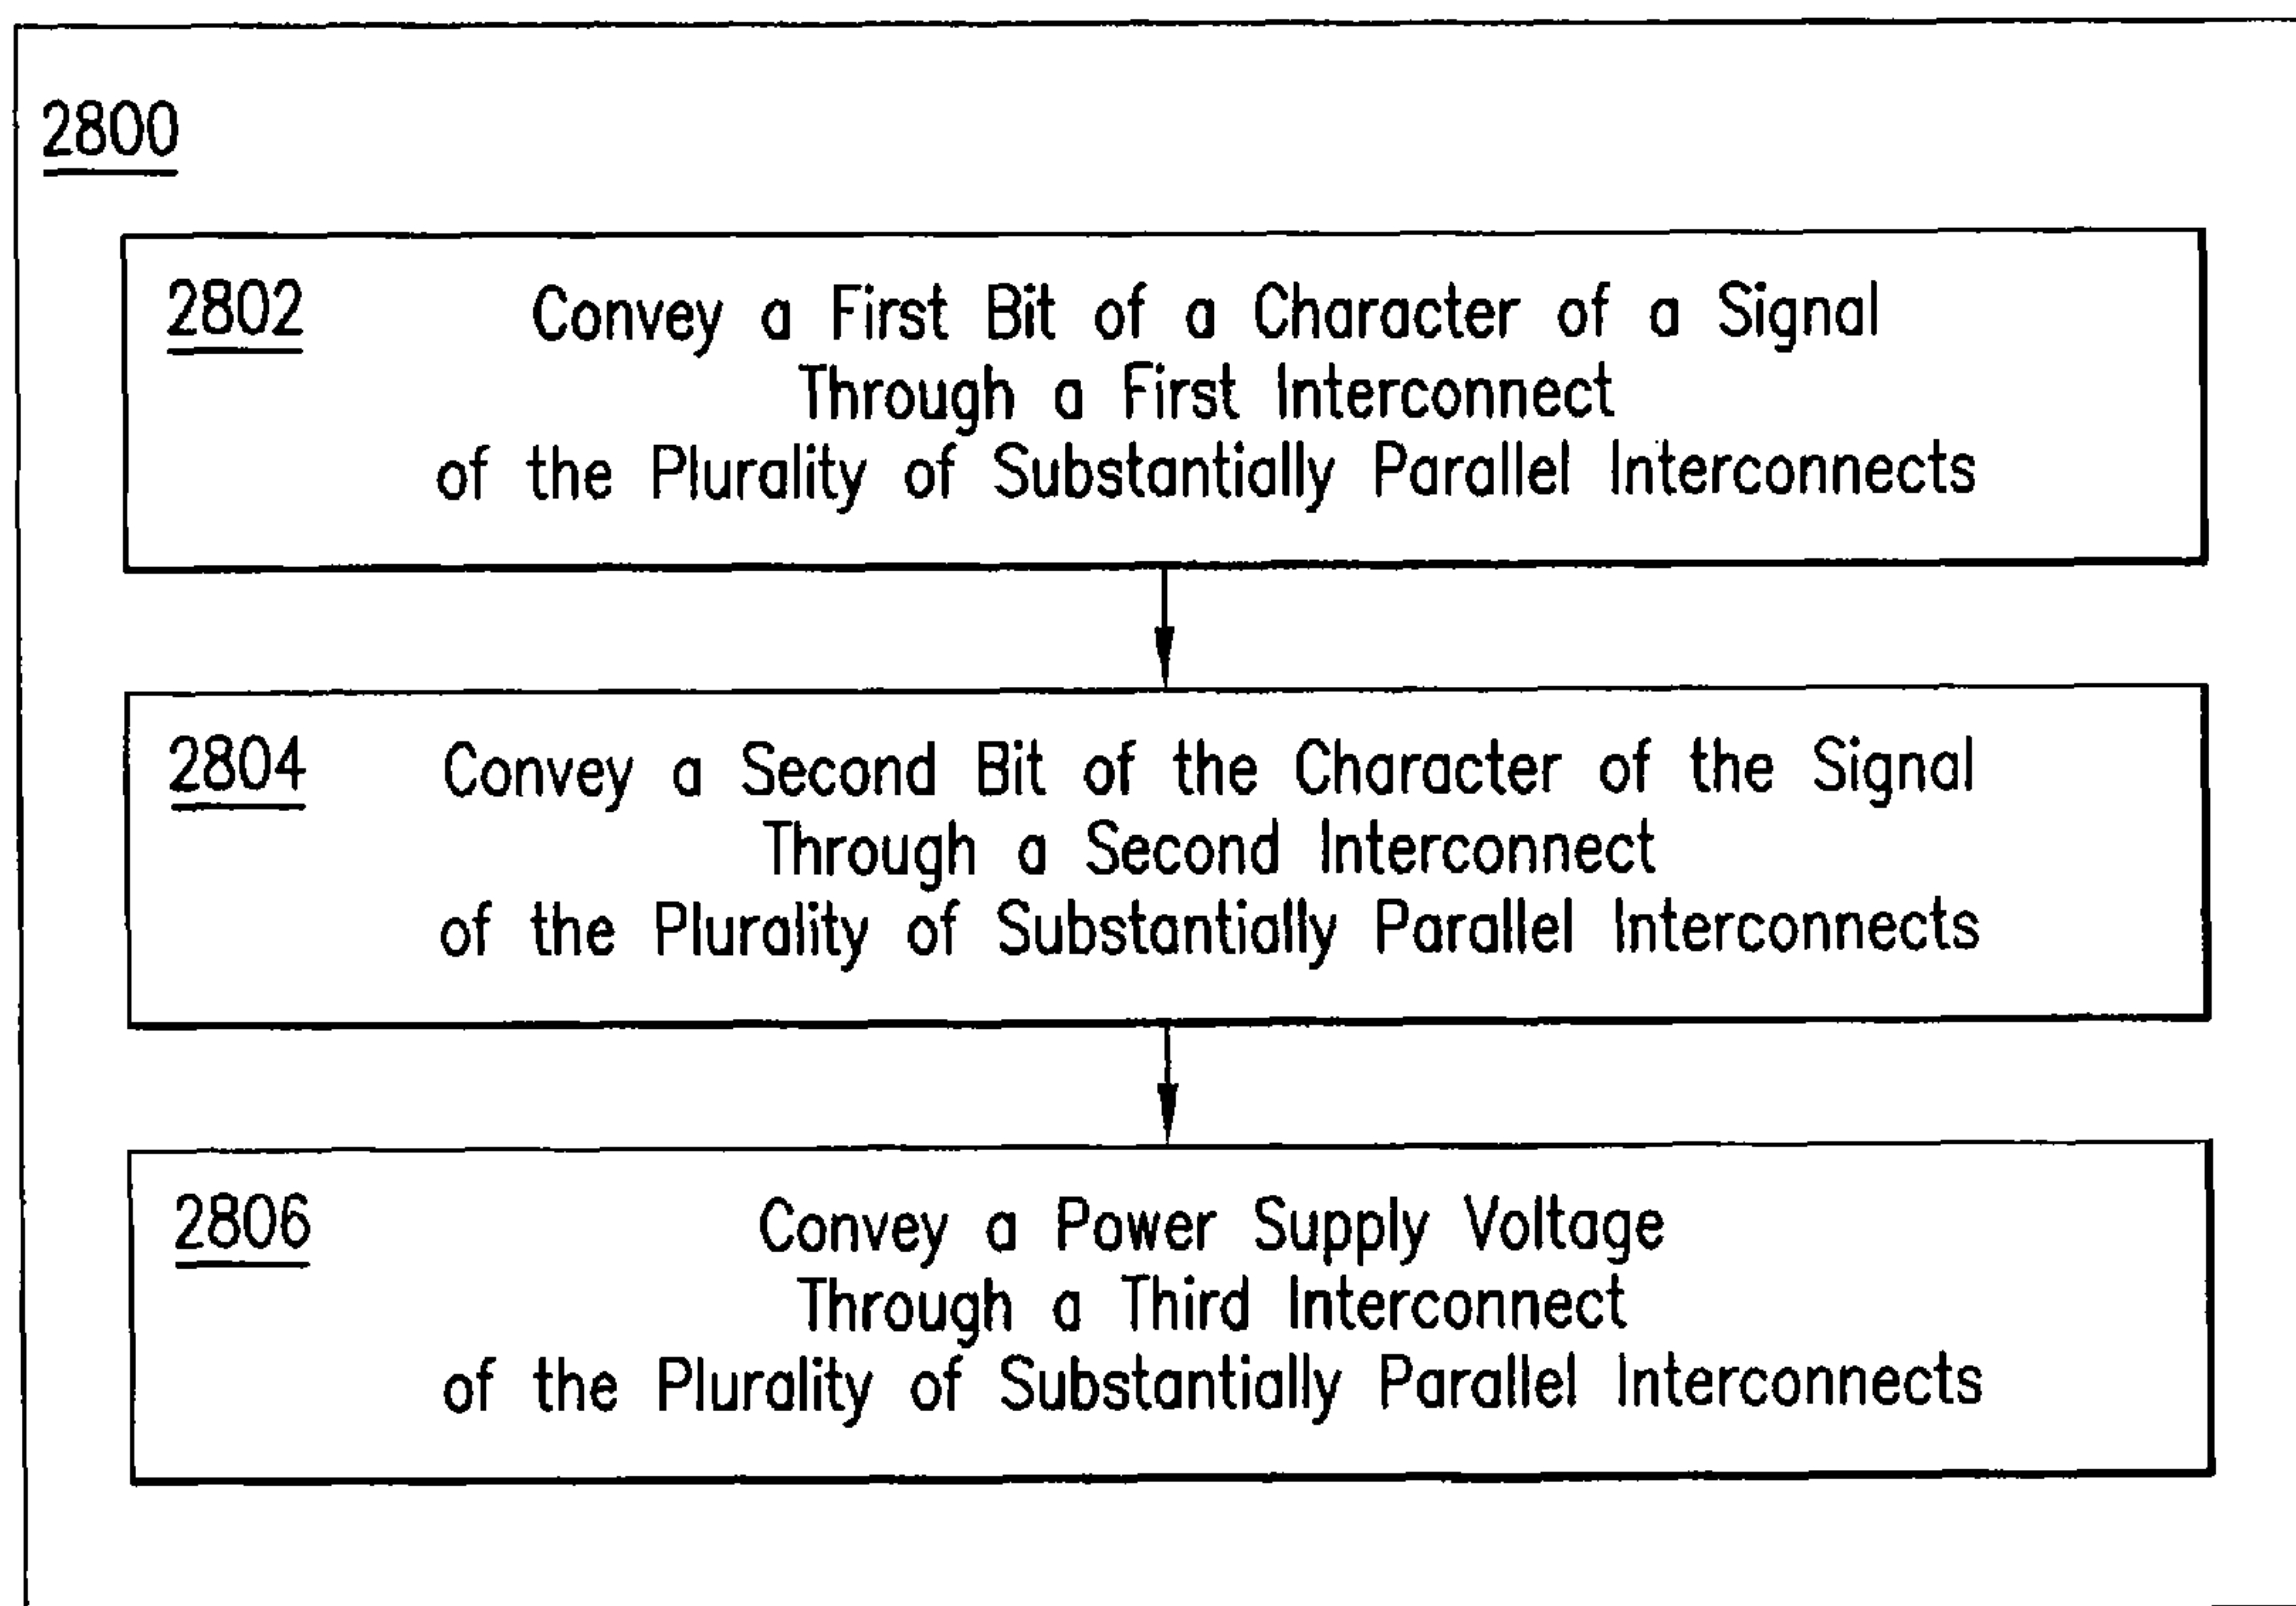 2800
2802 Convey a First Bit of a Character of a Signal
Through a First Interconnect
of the Plurality of Substantially Parallel Interconnects
2804 Convey a Second Bit of the Character of the Signal
Through a Second Interconnect
of the Plurality of Substantially Parallel Interconnects
2806 Convey a Power Supply Voltage
Through a Third Interconnect
of the Plurality of Substantially Parallel Interconnects